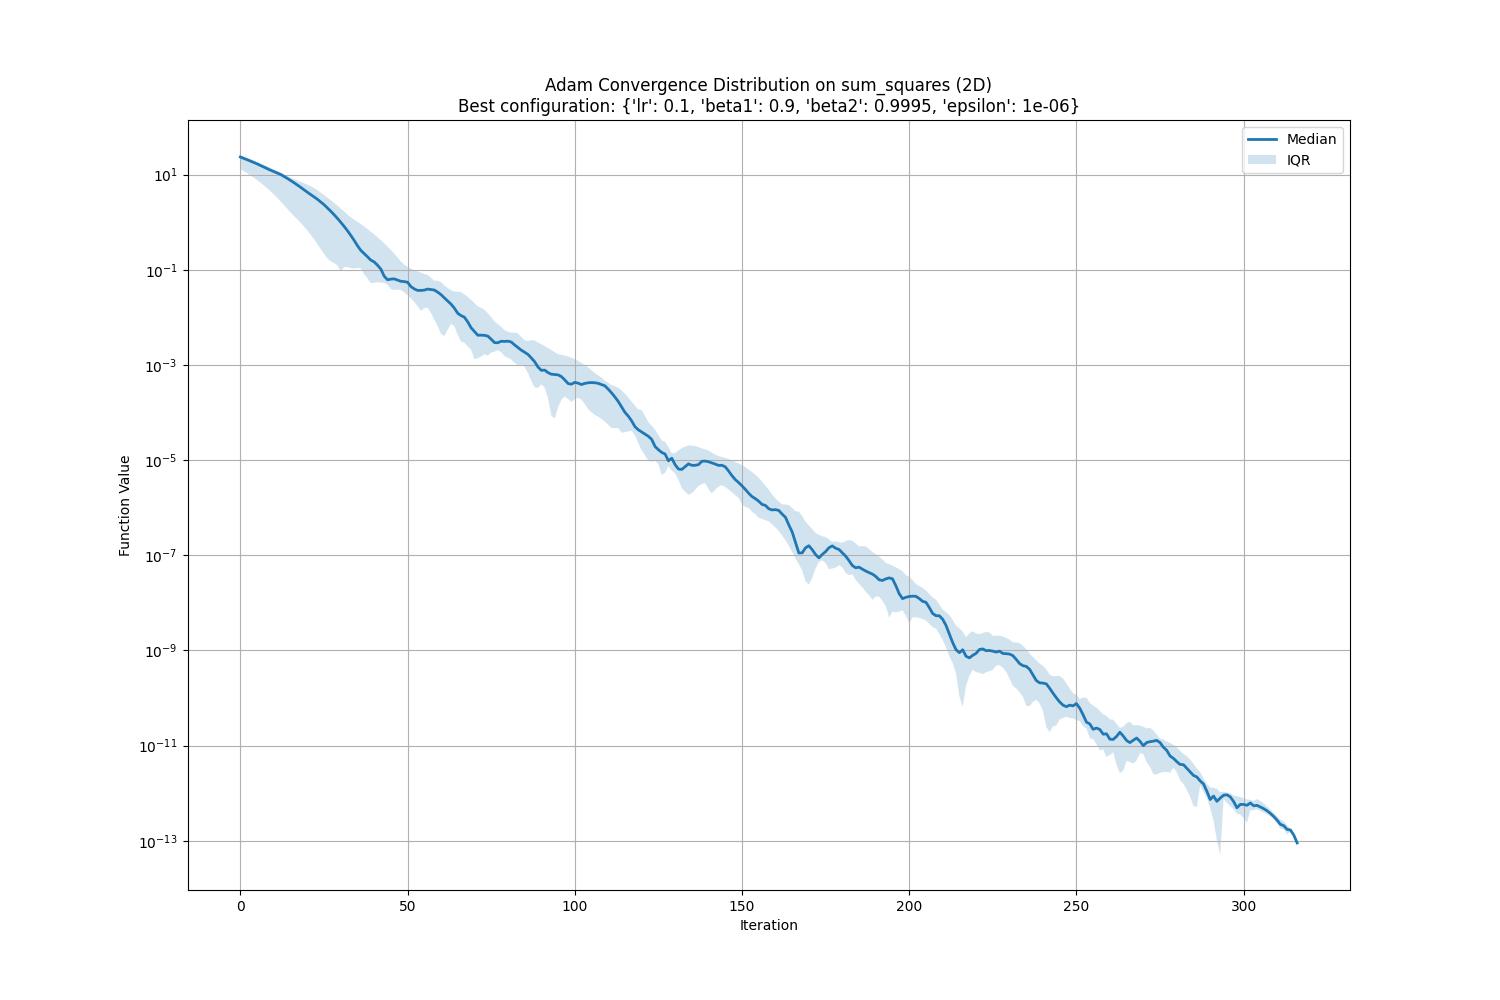 Adam Convergence Distribution on sum_squares (2D)
Best configuration: {'lr': 0.1, 'beta1': 0.9, 'beta2': 0.9995, 'epsilon': 1e-06}
Median
IQR
10¹
10⁻¹
10⁻³
10⁻⁵
10⁻⁷
10⁻⁹
10⁻¹¹
10⁻¹³
Function Value
0 50 100 150 200 250 300
Iteration